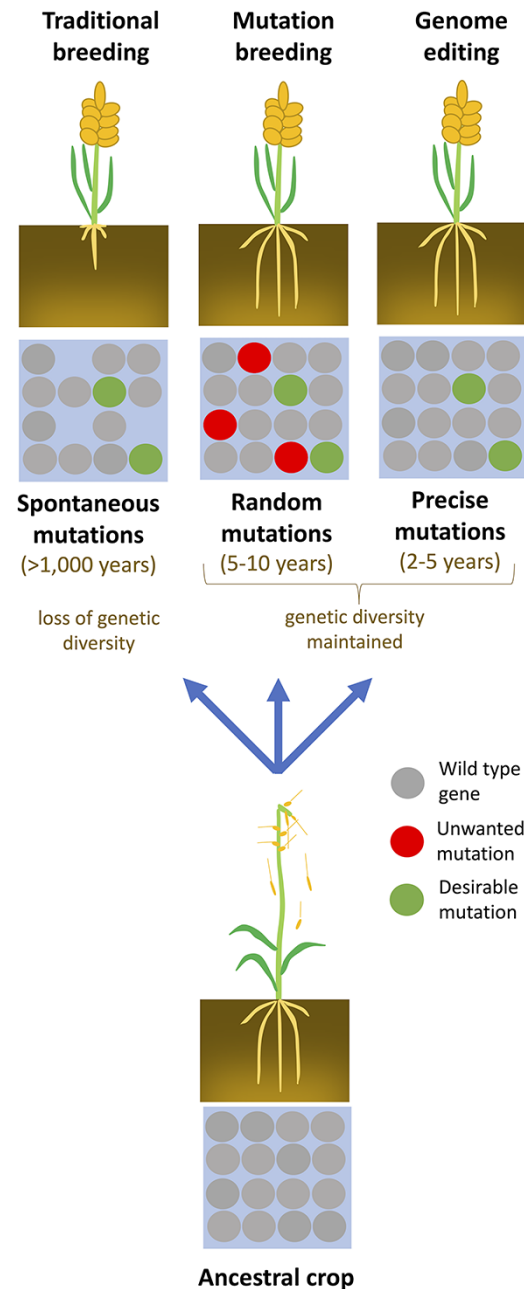 Traditional
breeding
Mutation
breeding
Genome
editing
Spontaneous
mutations
(>1,000 years)
Random
mutations
(5-10 years)
Precise
mutations
(2-5 years)
loss of genetic
diversity
genetic diversity
maintained
Wild type
gene
Unwanted
mutation
Desirable
mutation
Ancestral crop